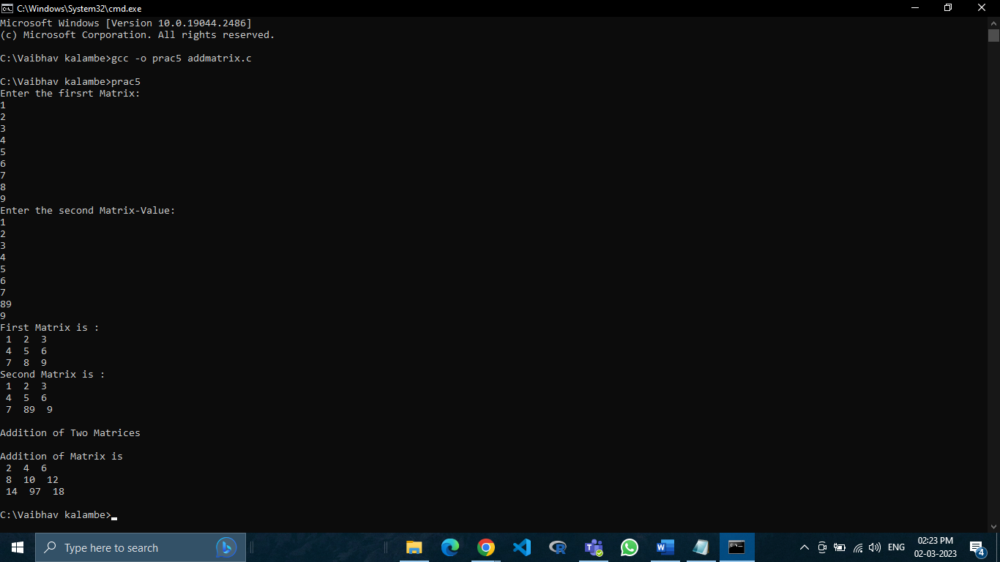 C:\Windows\System32\cmd.exe
Microsoft Windows [Version 10.0.19044.2486]
(c) Microsoft Corporation. All rights reserved.
C:\Vaibhav kalambe>gcc -o prac5 addmatrix.c
C:\Vaibhav kalambe>prac5
Enter the firsrt Matrix:
1
2
3
4
5
6
7
8
9
Enter the second Matrix-Value:
1
2
3
4
5
6
7
89
9
First Matrix is :
1 2 3
4 5 6
7 8 9
Second Matrix is :
1 2 3
4 5 6
7 89 9
Addition of Two Matrices
Addition of Matrix is
2 4 6
8 10 12
14 97 18
C:\Vaibhav kalambe>
Type here to search
ENG
02:23 PM
02-03-2023
4